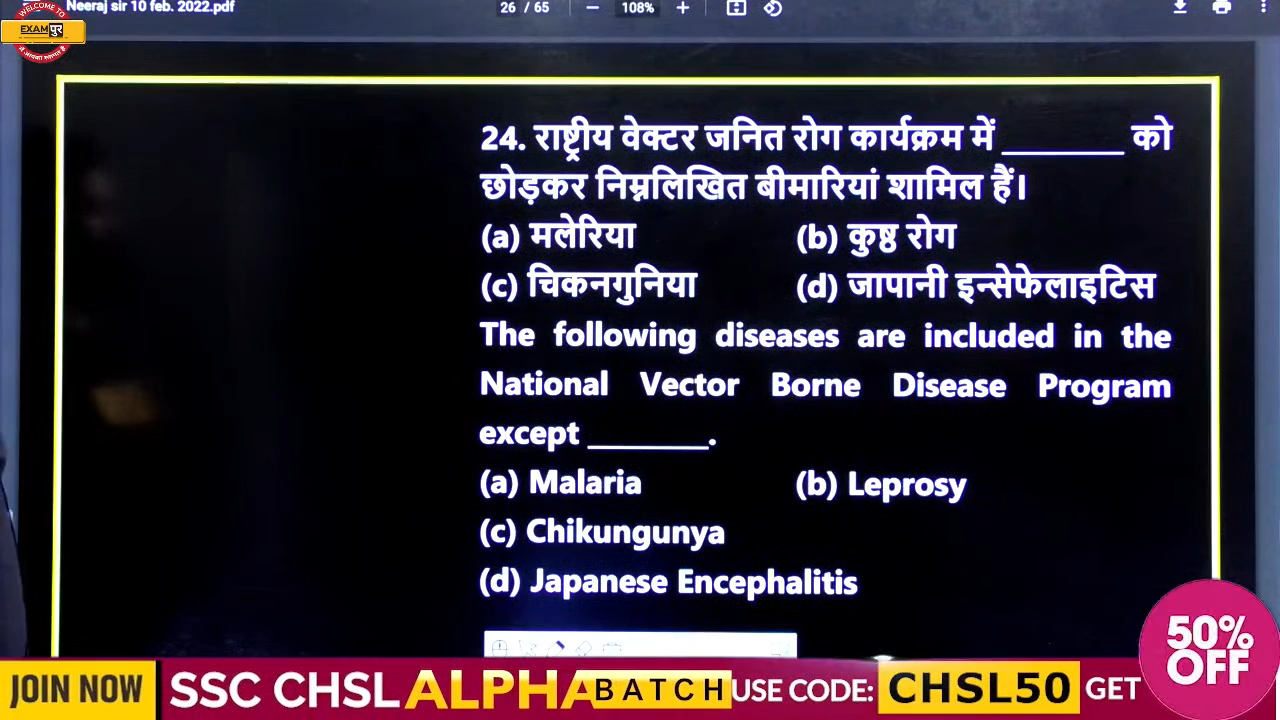 Neeraj sir 10 feb. 2022.pdf
26 / 65
108%
WELCOME TO
EXAMपुर
24. राष्ट्रीय वेक्टर जनित रोग कार्यक्रम में ________ को
छोड़कर निम्नलिखित बीमारियां शामिल हैं।
(a) मलेरिया (b) कुष्ठ रोग
(c) चिकनगुनिया (d) जापानी इन्सेफेलाइटिस
The following diseases are included in the
National Vector Borne Disease Program
except ________.
(a) Malaria (b) Leprosy
(c) Chikungunya
(d) Japanese Encephalitis
JOIN NOW
SSC CHSL ALPHA BATCH USE CODE: CHSL50 GET
50%
OFF